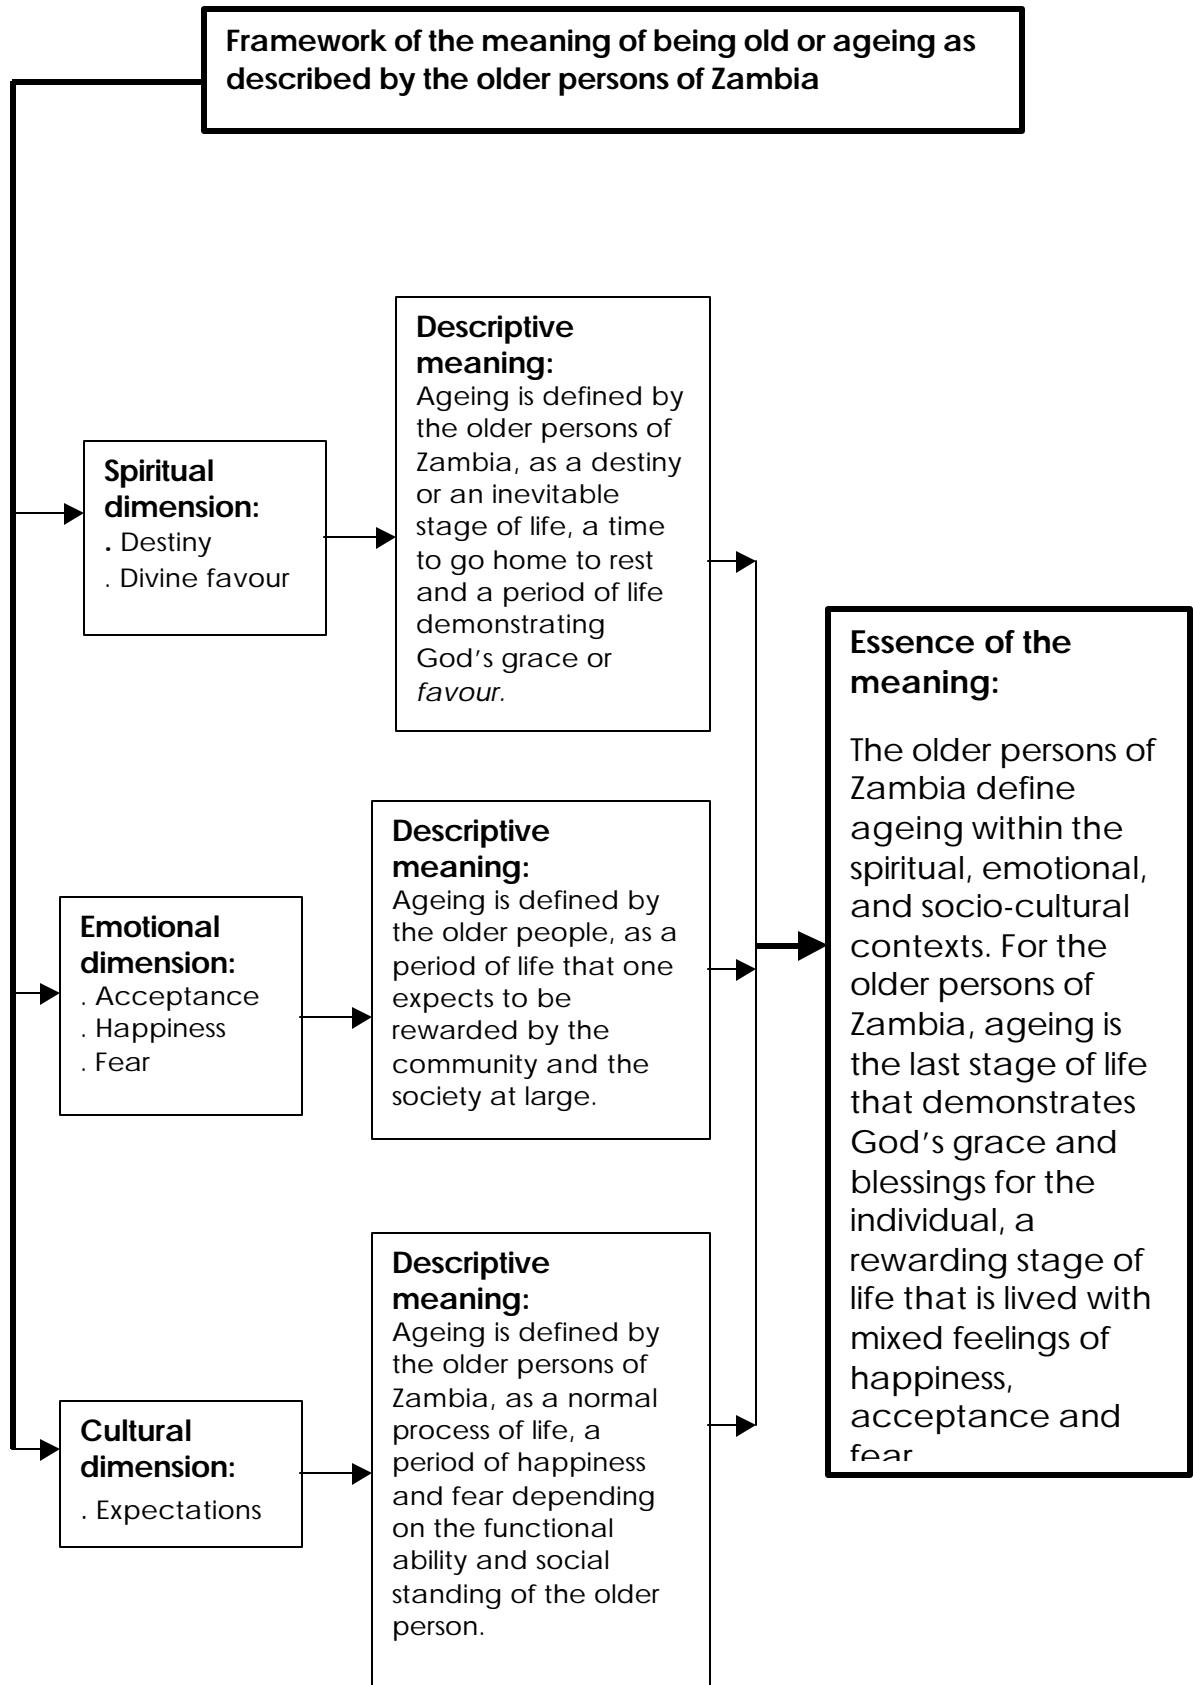 Framework of the meaning of being old or ageing as
described by the older persons of Zambia
Spiritual
dimension:
. Destiny
. Divine favour
Descriptive
meaning:
Ageing is defined by
the older persons of
Zambia, as a destiny
or an inevitable
stage of life, a time
to go home to rest
and a period of life
demonstrating
God's grace or
favour.
Emotional
dimension:
. Acceptance
. Happiness
. Fear
Descriptive
meaning:
Ageing is defined by
the older people, as a
period of life that one
expects to be
rewarded by the
community and the
society at large.
Cultural
dimension:
. Expectations
Descriptive
meaning:
Ageing is defined by
the older persons of
Zambia, as a normal
process of life, a
period of happiness
and fear depending
on the functional
ability and social
standing of the older
person.
Essence of the
meaning:
The older persons of
Zambia define
ageing within the
spiritual, emotional,
and socio-cultural
contexts. For the
older persons of
Zambia, ageing is
the last stage of life
that demonstrates
God's grace and
blessings for the
individual, a
rewarding stage of
life that is lived with
mixed feelings of
happiness,
acceptance and
fear